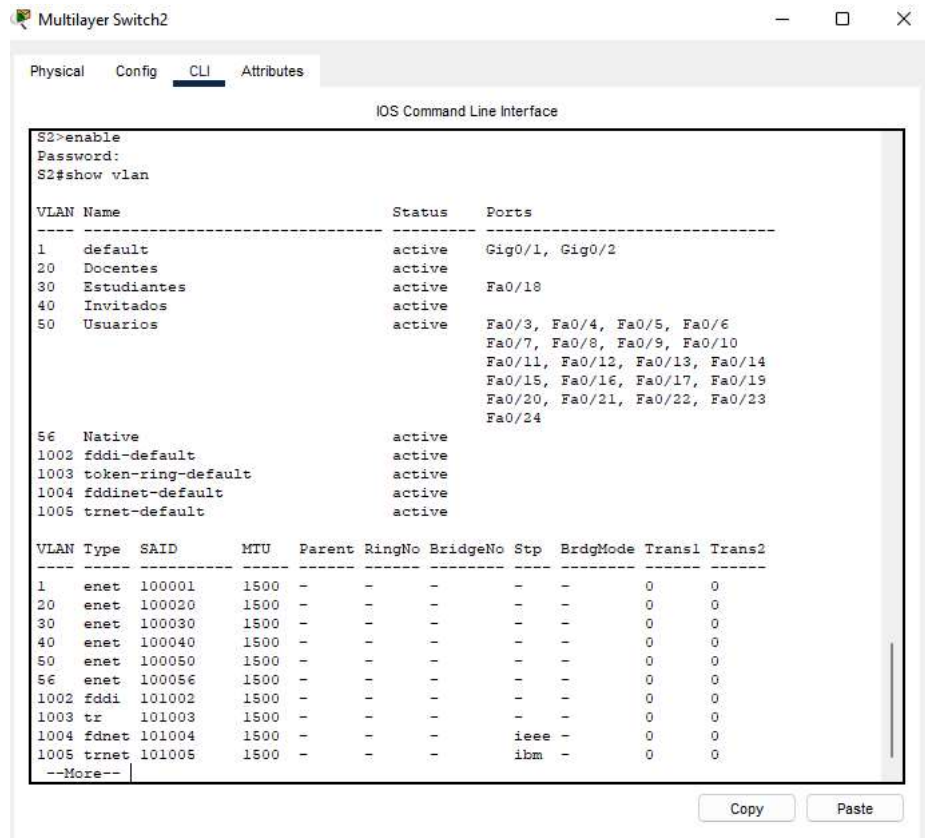 Multilayer Switch2
Physical Config CLI Attributes
IOS Command Line Interface
S2>enable
Password:
S2#show vlan
VLAN Name Status Ports
---- -------------------------------- --------- -------------------------------
1 default active Gig0/1, Gig0/2
20 Docentes active
30 Estudiantes active Fa0/18
40 Invitados active
50 Usuarios active Fa0/3, Fa0/4, Fa0/5, Fa0/6
Fa0/7, Fa0/8, Fa0/9, Fa0/10
Fa0/11, Fa0/12, Fa0/13, Fa0/14
Fa0/15, Fa0/16, Fa0/17, Fa0/19
Fa0/20, Fa0/21, Fa0/22, Fa0/23
Fa0/24
56 Native active
1002 fddi-default active
1003 token-ring-default active
1004 fddinet-default active
1005 trnet-default active
VLAN Type SAID MTU Parent RingNo BridgeNo Stp BrdgMode Trans1 Trans2
---- ----- ---------- ----- ------ ------ -------- ---- -------- ------ ------
1 enet 100001 1500 - - - - - 0 0
20 enet 100020 1500 - - - - - 0 0
30 enet 100030 1500 - - - - - 0 0
40 enet 100040 1500 - - - - - 0 0
50 enet 100050 1500 - - - - - 0 0
56 enet 100056 1500 - - - - - 0 0
1002 fddi 101002 1500 - - - - - 0 0
1003 tr 101003 1500 - - - - - 0 0
1004 fdnet 101004 1500 - - - ieee - 0 0
1005 trnet 101005 1500 - - - ibm - 0 0
--More--
Copy Paste